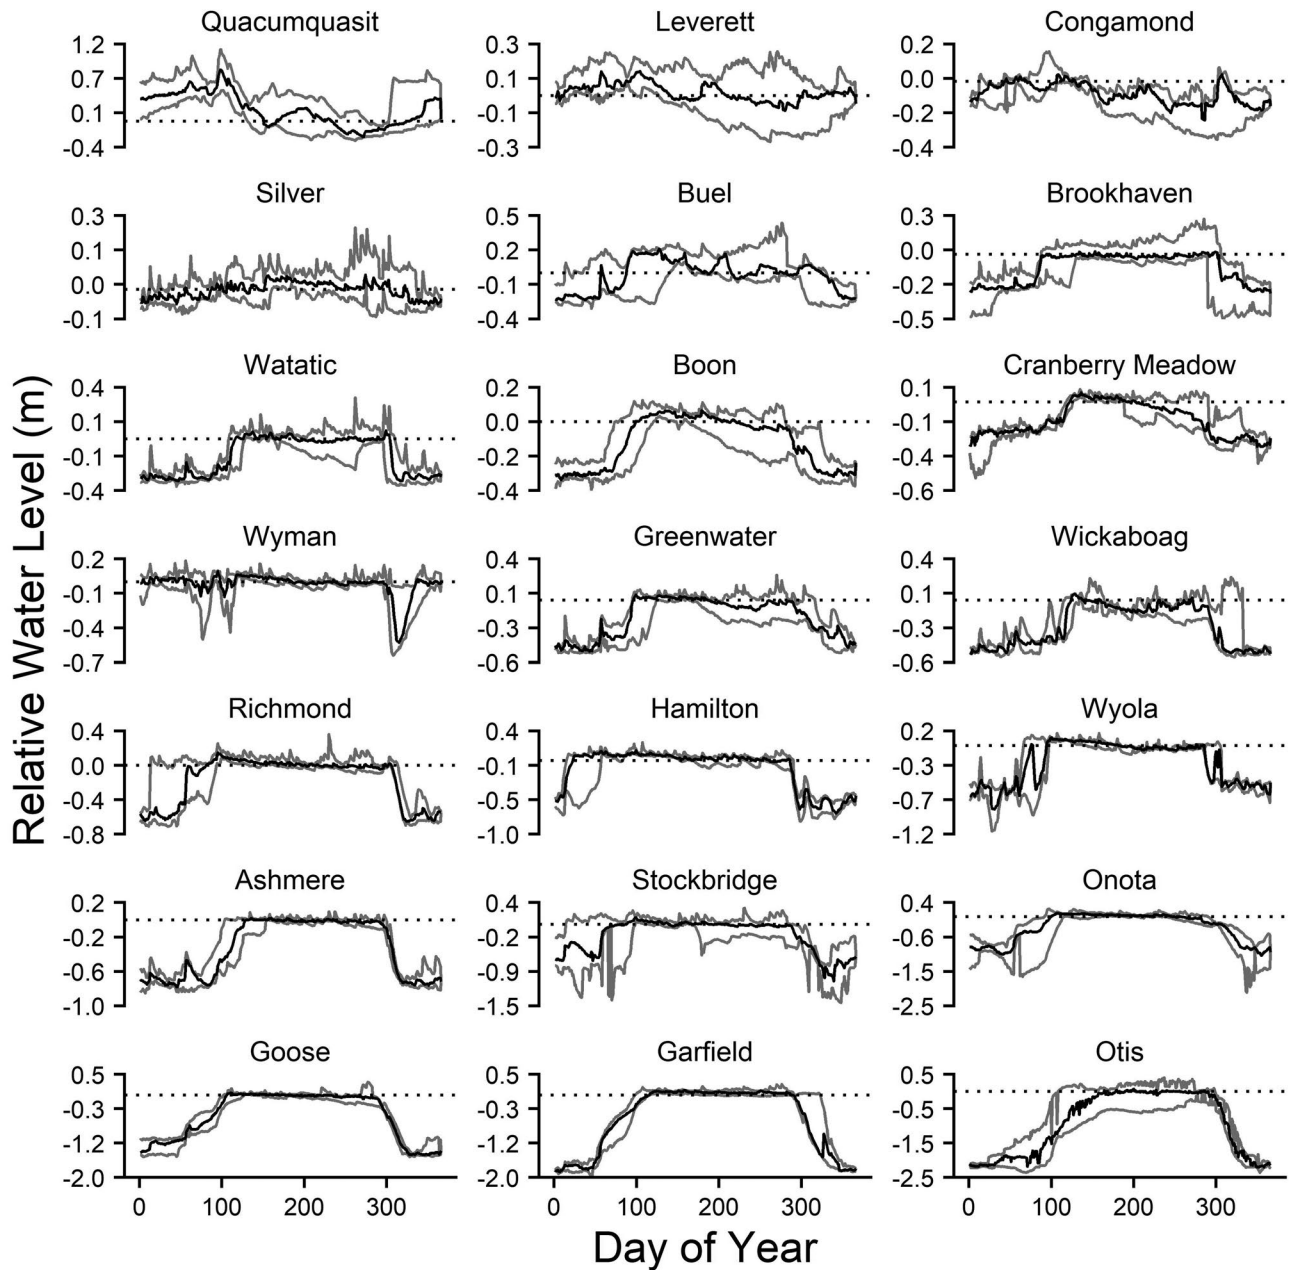 Quacumquasit Leverett Congamond
1.2 0.3 0.2
0.7 0.1 0.0
0.1 -0.1 -0.2
-0.4 -0.3 -0.4
Silver Buel Brookhaven
0.3 0.5 0.3
0.1 0.2 0.0
0.0 -0.1 -0.2
-0.1 -0.4 -0.5
Watatic Boon Cranberry Meadow
0.4 0.2 0.1
0.1 0.0 -0.1
-0.1 -0.2 -0.4
-0.4 -0.4 -0.6
Wyman Greenwater Wickaboag
0.2 0.4 0.4
-0.1 0.1 0.1
-0.4 -0.3 -0.3
-0.7 -0.6 -0.6
Relative Water Level (m)
Richmond Hamilton Wyola
0.4 0.4 0.2
0.0 -0.1 -0.3
-0.4 -0.5 -0.7
-0.8 -1.0 -1.2
Ashmere Stockbridge Onota
0.2 0.4 0.4
-0.2 -0.2 -0.6
-0.6 -0.9 -1.5
-1.0 -1.5 -2.5
Goose Garfield Otis
0.5 0.5 0.5
-0.3 -0.3 -0.5
-1.2 -1.2 -1.5
-2.0 -2.0 -2.5
0 100 200 300 0 100 200 300 0 100 200 300
Day of Year